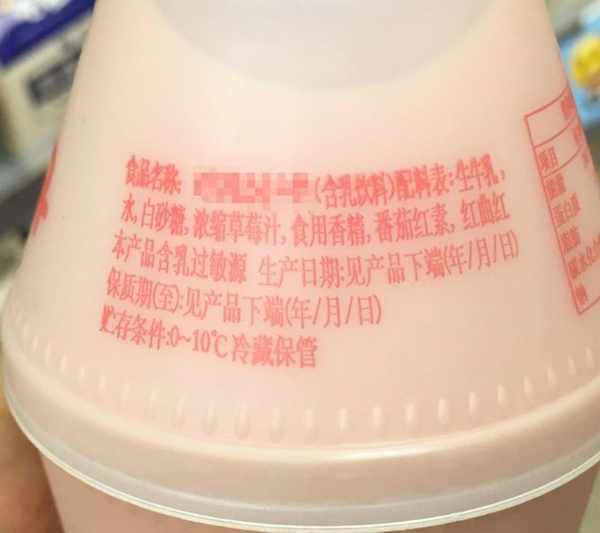 食品名称: (含乳饮料)配料表:生牛乳,
水,白砂糖,浓缩草莓汁,食用香精,番茄红素,红曲红
本产品含乳过敏源 生产日期:见产品下端(年/月/日)
保质期(至):见产品下端(年/月/日)
贮存条件:0~10℃冷藏保管
项目